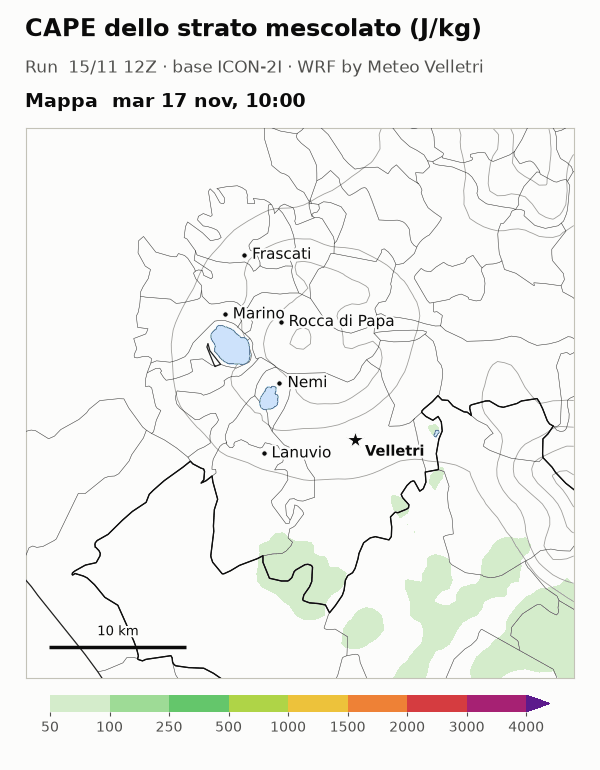 CAPE dello strato mescolato (J/kg)
Run  15/11 12Z · base ICON-2I · WRF by Meteo Velletri
Mappa  mar 17 nov, 10:00
Frascati
Marino
Rocca di Papa
Nemi
Velletri
Lanuvio
10 km
50 100 250 500 1000 1500 2000 3000 4000